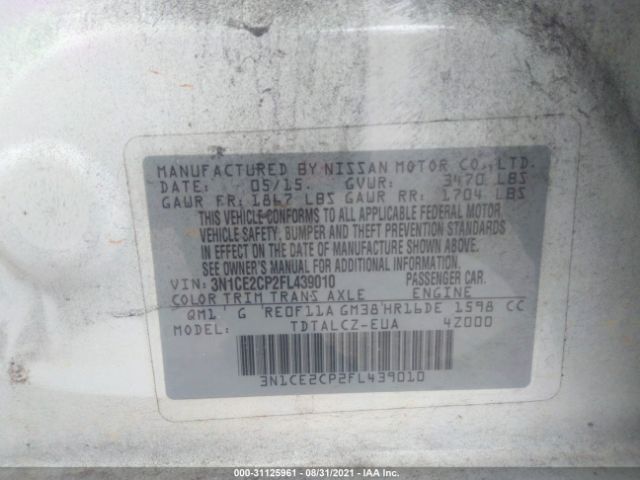 MANUFACTURED BY NISSAN MOTOR CO., LTD.
DATE: 05/15. GVWR: 3470 LBS
GAWR FR: 1867 LBS GAWR RR: 1704 LBS
THIS VEHICLE CONFORMS TO ALL APPLICABLE FEDERAL MOTOR
VEHICLE SAFETY, BUMPER AND THEFT PREVENTION STANDARDS
IN EFFECT ON THE DATE OF MANUFACTURE SHOWN ABOVE.
SEE OWNER'S MANUAL FOR ADDITIONAL INFORMATION.
VIN: 3N1CE2CP2FL439010 PASSENGER CAR.
COLOR TRIM TRANS AXLE ENGINE
QM1' G 'RE0F11A GM38'HR16DE 1598 CC
MODEL: TDTALCZ-EUA 4Z000
3N1CE2CP2FL439010
000-31125961 - 08/31/2021 - IAA Inc.